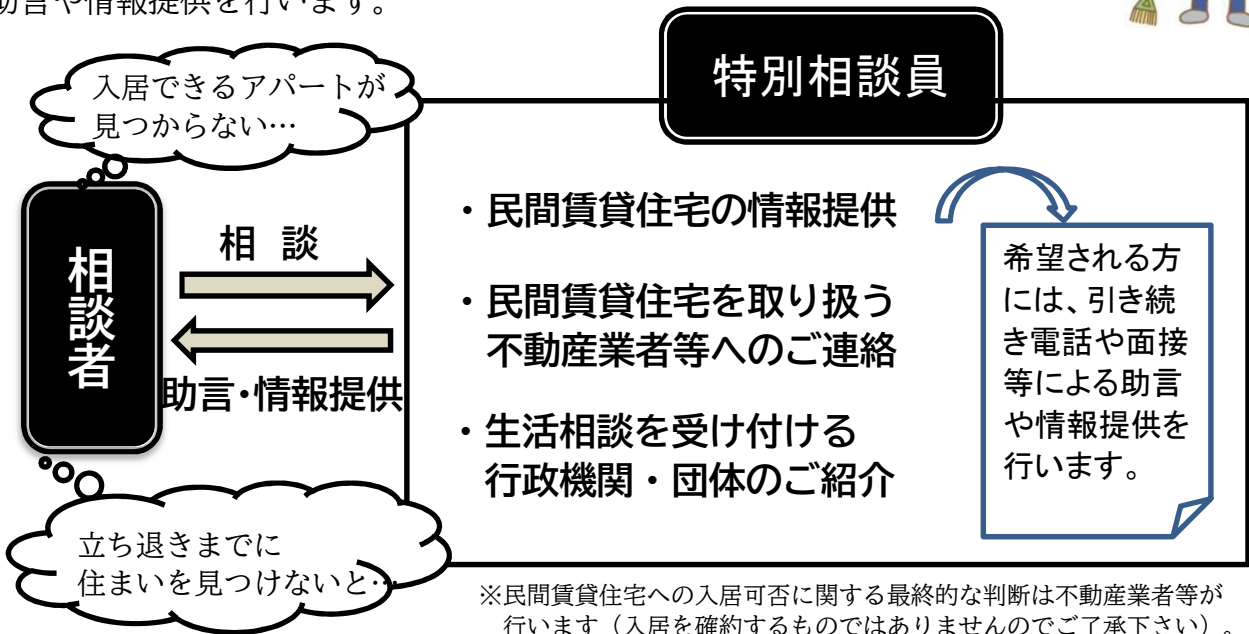 助言や情報提供を行います。
特別相談員
入居できるアパートが
見つからない…
相談者
相 談
助言・情報提供
立ち退きまでに
住まいを見つけないと…
・民間賃貸住宅の情報提供
・民間賃貸住宅を取り扱う
不動産業者等へのご連絡
・生活相談を受け付ける
行政機関・団体のご紹介
希望される方
には、引き続
き電話や面接
等による助言
や情報提供を
行います。
※民間賃貸住宅への入居可否に関する最終的な判断は不動産業者等が
行います（入居を確約するものではありませんのでご了承下さい）。